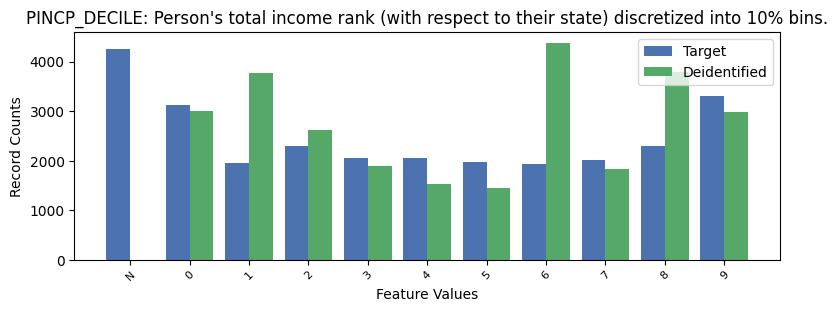 PINCP_DECILE: Person's total income rank (with respect to their state) discretized into 10% bins.
Target
Deidentified
Record Counts
4000
3000
2000
1000
0
N 0 1 2 3 4 5 6 7 8 9
Feature Values